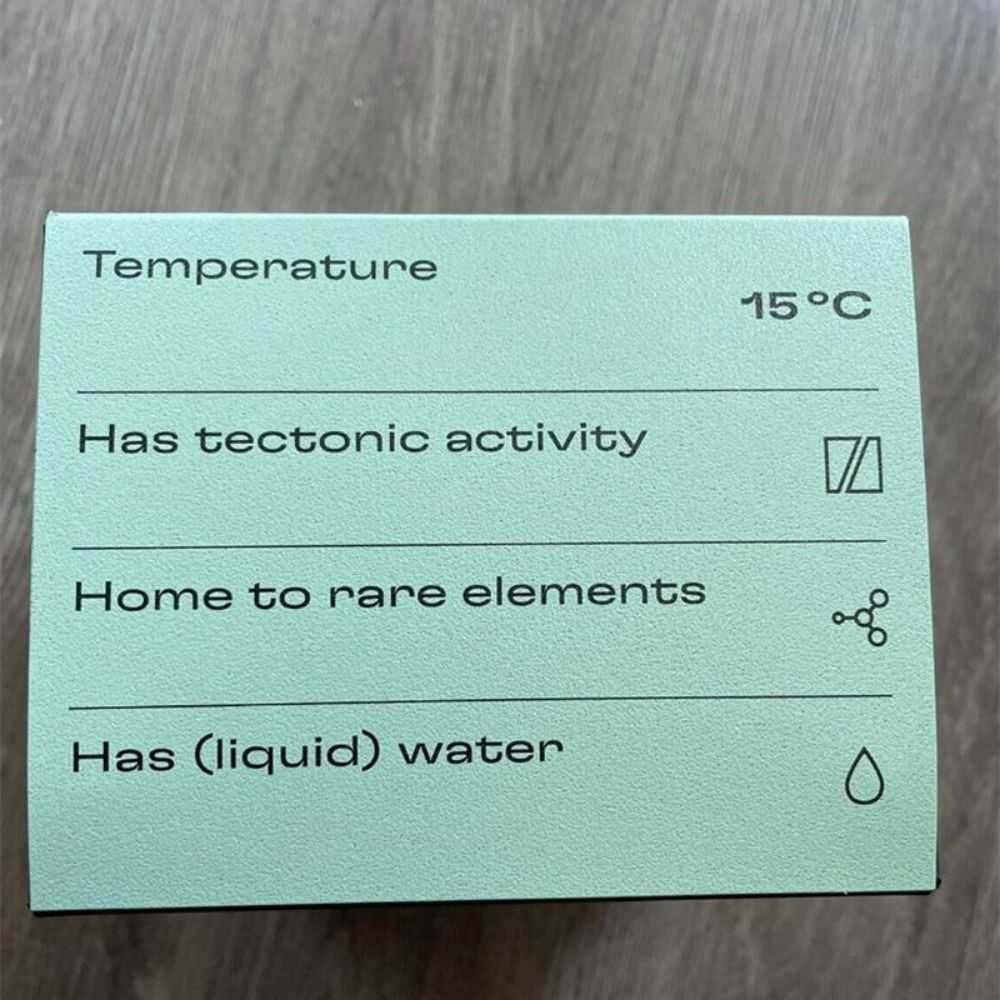 Temperature
15°C
Has tectonic activity
Home to rare elements
Has (liquid) water